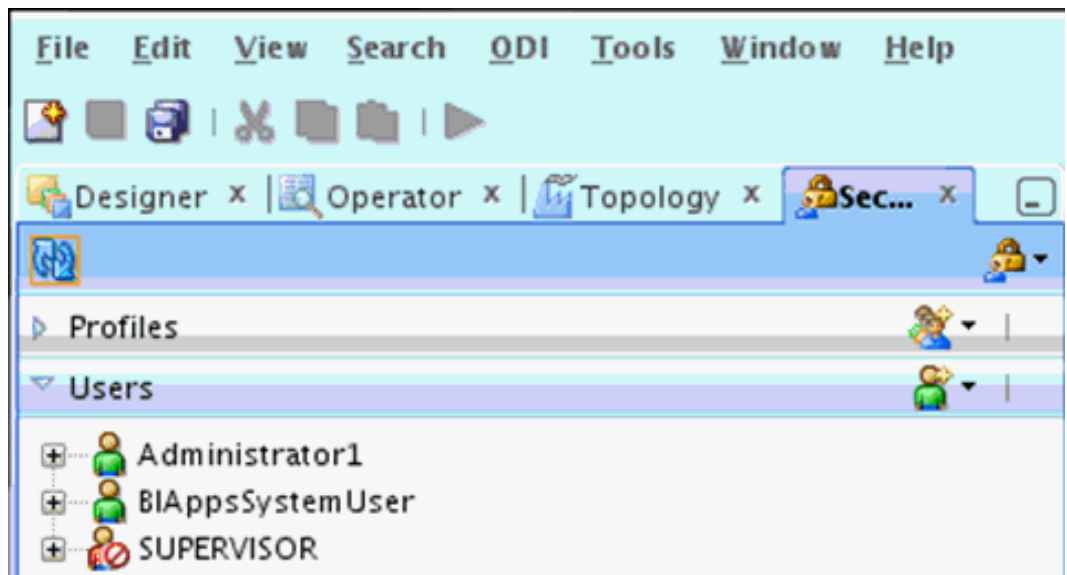 File Edit View Search ODI Tools Window Help
Designer x Operator x Topology x Sec... x
Profiles
Users
Administrator1
BIAppsSystemUser
SUPERVISOR